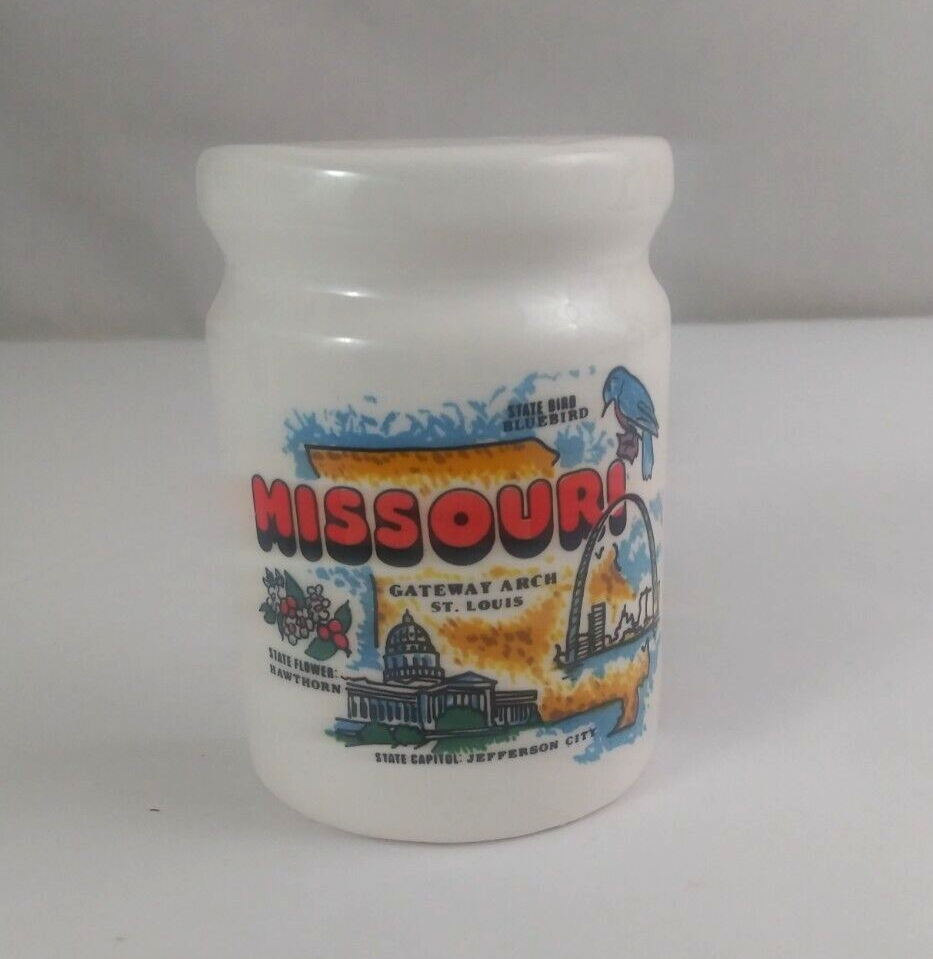 STATE BIRD
BLUEBIRD
MISSOURI
GATEWAY ARCH
ST. LOUIS
STATE FLOWER:
HAWTHORN
STATE CAPITOL: JEFFERSON CITY